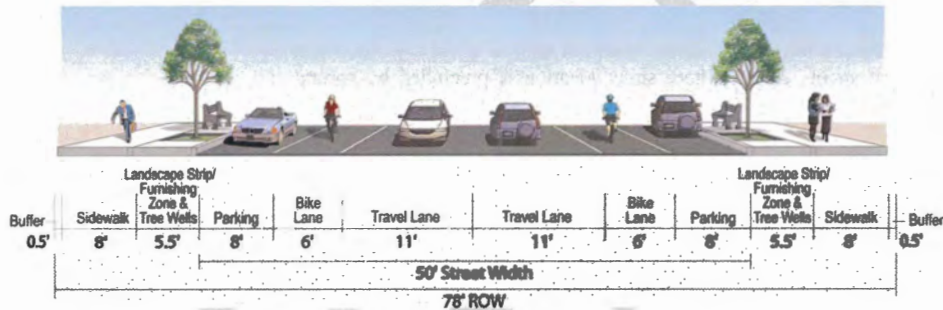 Landscape Strip/
Furnishing
Zone &
Tree Wells
Landscape Strip/
Furnishing
Zone &
Tree Wells
Buffer Sidewalk Parking Bike Lane Travel Lane Travel Lane Bike Lane Parking Sidewalk Buffer
0.5' 8' 5.5' 8' 6' 11' 11' 6' 8' 5.5' 8' 0.5'
50' Street Width
78' ROW